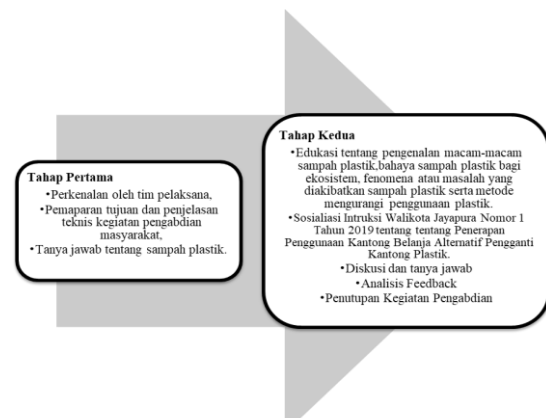 Tahap Pertama
•Perkenalan oleh tim pelaksana,
•Pemaparan tujuan dan penjelasan
teknis kegiatan pengabdian
masyarakat,
•Tanya jawab tentang sampah plastik.
Tahap Kedua
•Edukasi tentang pengenalan macam-macam
sampah plastik,bahaya sampah plastik bagi
ekosistem, fenomena atau masalah yang
diakibatkan sampah plastik serta metode
mengurangi penggunaan plastik.
•Sosialiasi Intruksi Walikota Jayapura Nomor 1
Tahun 2019 tentang tentang Penerapan
Penggunaan Kantong Belanja Alternatif Pengganti
Kantong Plastik.
•Diskusi dan tanya jawab
•Analisis Feedback
•Penutupan Kegiatan Pengabdian